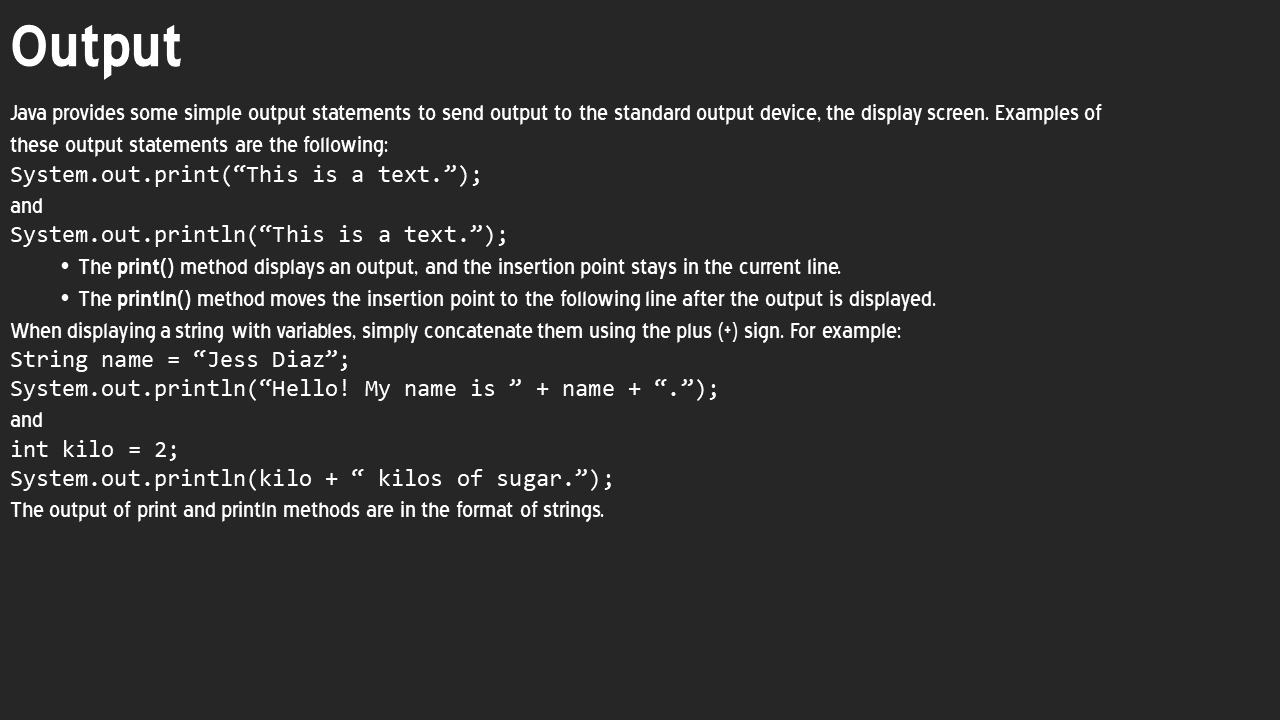 Output
Java provides some simple output statements to send output to the standard output device, the display screen. Examples of
these output statements are the following:
System.out.print(“This is a text.”);
and
System.out.println(“This is a text.”);
• The print() method displays an output, and the insertion point stays in the current line.
• The println() method moves the insertion point to the following line after the output is displayed.
When displaying a string with variables, simply concatenate them using the plus (+) sign. For example:
String name = “Jess Diaz”;
System.out.println(“Hello! My name is ” + name + “.”);
and
int kilo = 2;
System.out.println(kilo + “ kilos of sugar.”);
The output of print and println methods are in the format of strings.